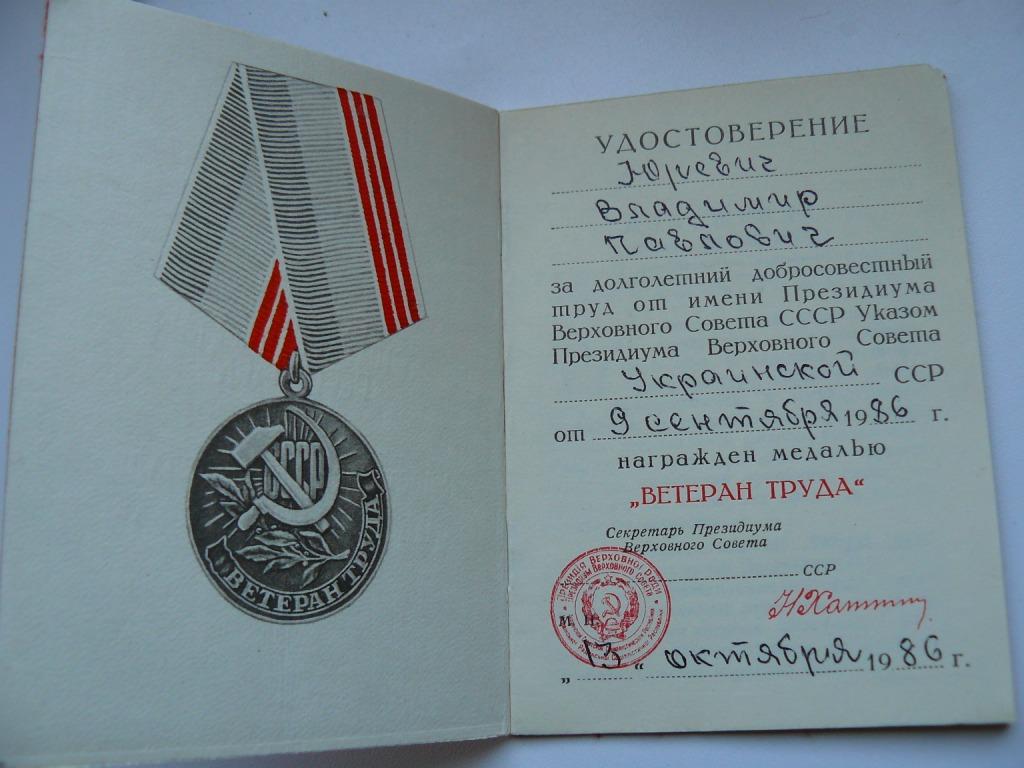 СССР
ВЕТЕРАН ТРУДА
УДОСТОВЕРЕНИЕ
Юриевич
Владимир
Павлович
за долголетний добросовестный
труд от имени Президиума
Верховного Совета СССР Указом
Президиума Верховного Совета
Украинской ССР
от 9 сентября 1986 г.
награжден медалью
„ВЕТЕРАН ТРУДА“
Секретарь Президиума
Верховного Совета
ССР
М. П.
„13“ октября 1986 г.